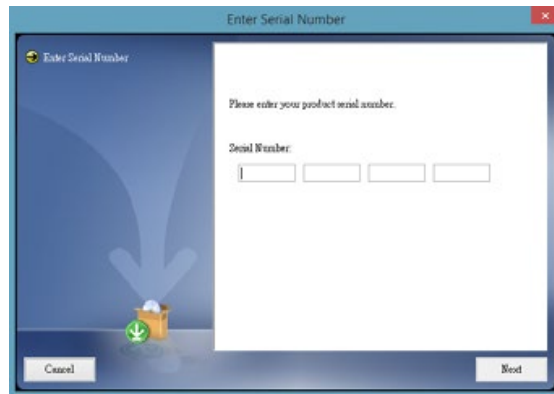 Enter Serial Number
Enter Serial Number
Please enter your product serial number.
Serial Number:
Cancel
Next